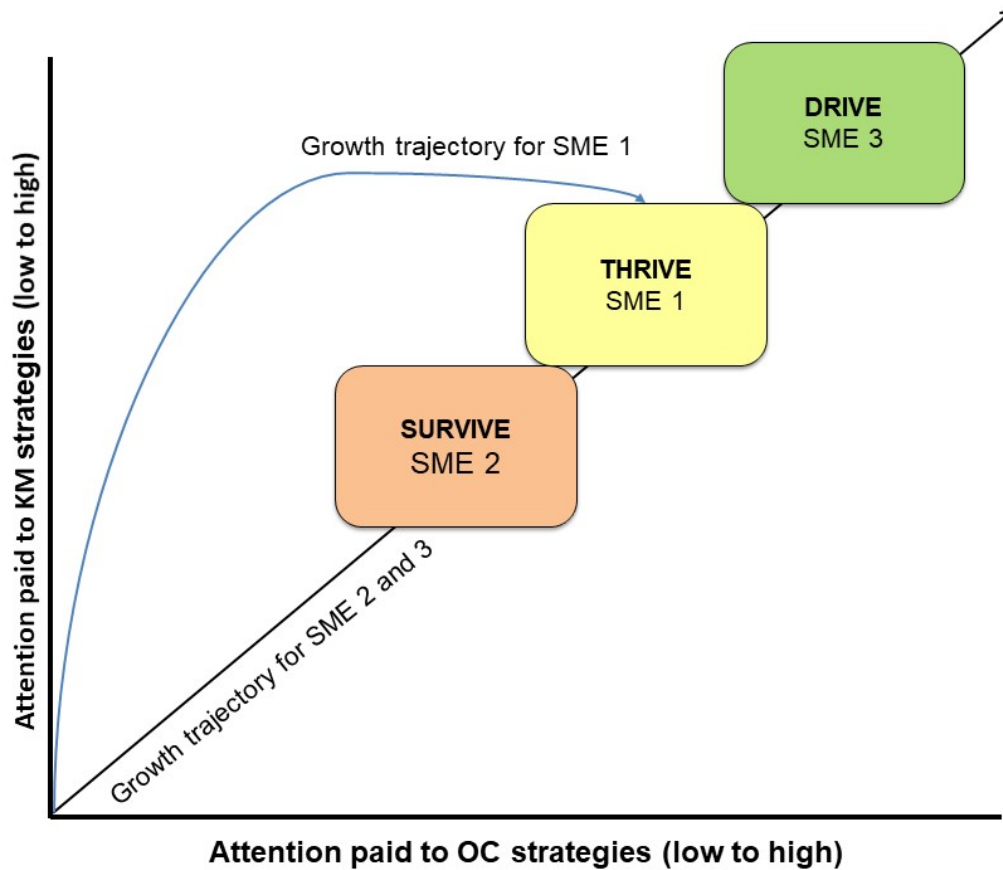 DRIVE
SME 3
Growth trajectory for SME 1
THRIVE
SME 1
SURVIVE
SME 2
Growth trajectory for SME 2 and 3
Attention paid to KM strategies (low to high)
Attention paid to OC strategies (low to high)